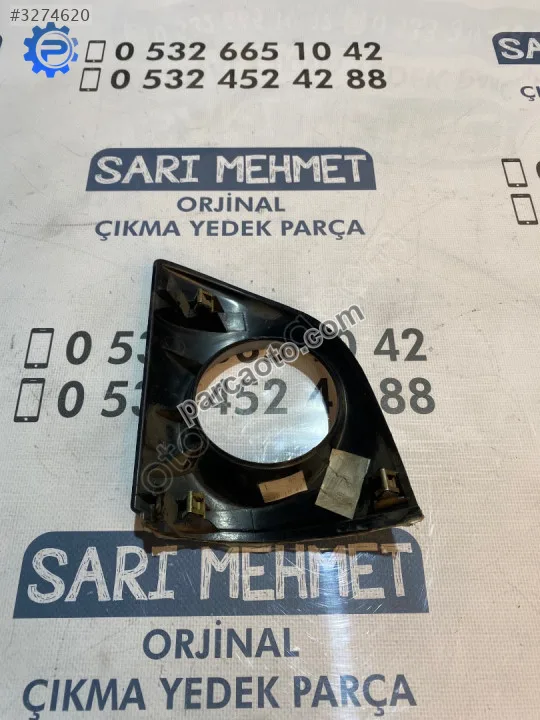 #3274620
0 532 665 10 42
0 532 452 42 88
SARI
SARI MEHMET
ORJİNAL
ÇIKMA YEDEK PARÇA
parcaoto.com
SARI MEHMET
ORJİNAL
ÇIKMA YEDEK PARÇA